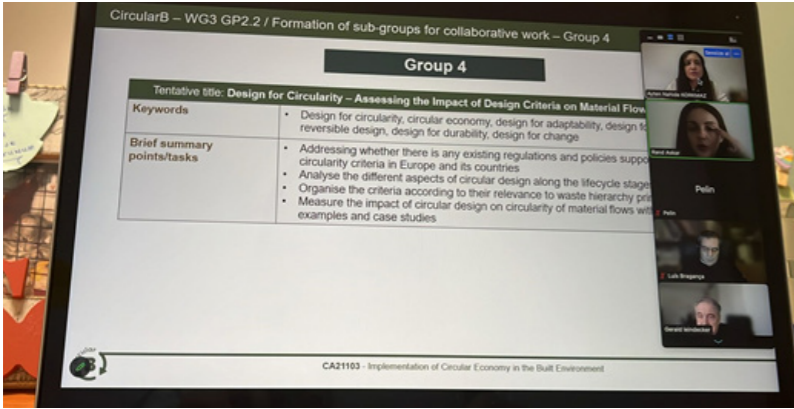 CircularB – WG3 GP2.2 / Formation of sub-groups for collaborative work – Group 4
Group 4
Tentative title: Design for Circularity – Assessing the Impact of Design Criteria on Material Flow
Keywords
• Design for circularity, circular economy, design for adaptability, design fo
reversible design, design for durability, design for change
Brief summary
points/tasks
• Addressing whether there is any existing regulations and policies suppo
circularity criteria in Europe and its countries
• Analyse the different aspects of circular design along the lifecycle stage
• Organise the criteria according to their relevance to waste hierarchy pri
• Measure the impact of circular design on circularity of material flows wit
examples and case studies
Rand Askar
Pelin
Pelin
Luís Bragança
Gerald Leindecker
CA21103 - Implementation of Circular Economy in the Built Environment